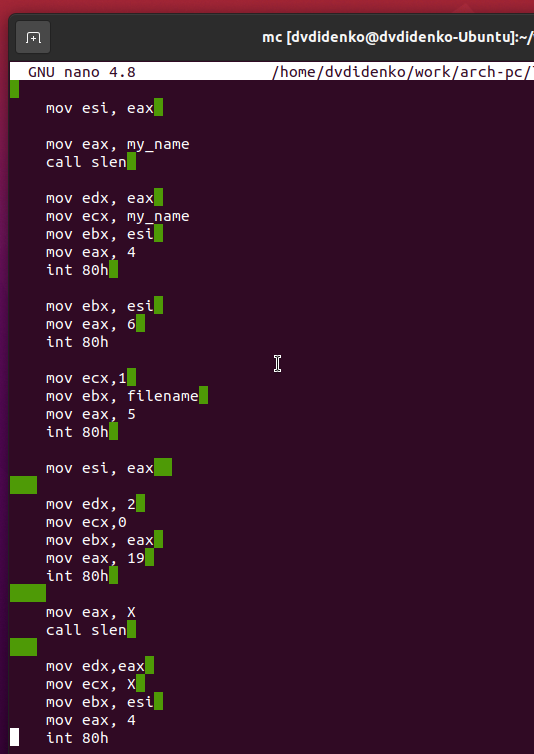 mc [dvdidenko@dvdidenko-Ubuntu]:~/
GNU nano 4.8 /home/dvdidenko/work/arch-pc/
mov esi, eax
mov eax, my_name
call slen
mov edx, eax
mov ecx, my_name
mov ebx, esi
mov eax, 4
int 80h
mov ebx, esi
mov eax, 6
int 80h
mov ecx,1
mov ebx, filename
mov eax, 5
int 80h
mov esi, eax
mov edx, 2
mov ecx,0
mov ebx, eax
mov eax, 19
int 80h
mov eax, X
call slen
mov edx,eax
mov ecx, X
mov ebx, esi
mov eax, 4
int 80h